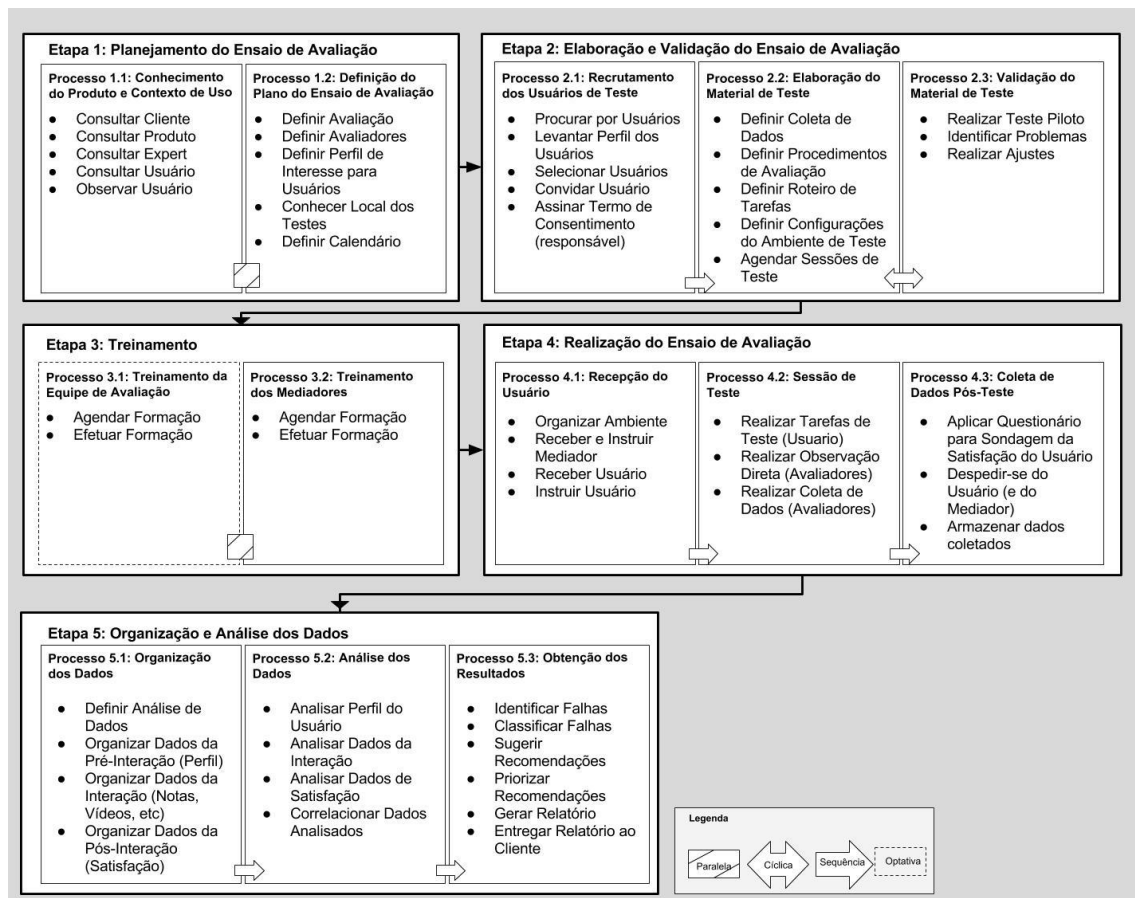 Etapa 1: Planejamento do Ensaio de Avaliação
Processo 1.1: Conhecimento
do Produto e Contexto de Uso
Consultar Cliente
Consultar Produto
Consultar Expert
Consultar Usuário
Observar Usuário
Processo 1.2: Definição do
Plano do Ensaio de Avaliação
Definir Avaliação
Definir Avaliadores
Definir Perfil de
Interesse para
Usuários
Conhecer Local dos
Testes
Definir Calendário
Etapa 2: Elaboração e Validação do Ensaio de Avaliação
Processo 2.1: Recrutamento
dos Usuários de Teste
Procurar por Usuários
Levantar Perfil dos
Usuários
Selecionar Usuários
Convidar Usuário
Assinar Termo de
Consentimento
(responsável)
Processo 2.2: Elaboração do
Material de Teste
Definir Coleta de
Dados
Definir Procedimentos
de Avaliação
Definir Roteiro de
Tarefas
Definir Configurações
do Ambiente de Teste
Agendar Sessões de
Teste
Processo 2.3: Validação do
Material de Teste
Realizar Teste Piloto
Identificar Problemas
Realizar Ajustes
Etapa 3: Treinamento
Processo 3.1: Treinamento da
Equipe de Avaliação
Agendar Formação
Efetuar Formação
Processo 3.2: Treinamento
dos Mediadores
Agendar Formação
Efetuar Formação
Etapa 4: Realização do Ensaio de Avaliação
Processo 4.1: Recepção do
Usuário
Organizar Ambiente
Receber e Instruir
Mediador
Receber Usuário
Instruir Usuário
Processo 4.2: Sessão de
Teste
Realizar Tarefas de
Teste (Usuario)
Realizar Observação
Direta (Avaliadores)
Realizar Coleta de
Dados (Avaliadores)
Processo 4.3: Coleta de
Dados Pós-Teste
Aplicar Questionário
para Sondagem da
Satisfação do Usuário
Despedir-se do
Usuário (e do
Mediador)
Armazenar dados
coletados
Etapa 5: Organização e Análise dos Dados
Processo 5.1: Organização
dos Dados
Definir Análise de
Dados
Organizar Dados da
Pré-Interação (Perfil)
Organizar Dados da
Interação (Notas,
Vídeos, etc)
Organizar Dados da
Pós-Interação
(Satisfação)
Processo 5.2: Análise dos
Dados
Analisar Perfil do
Usuário
Analisar Dados da
Interação
Analisar Dados de
Satisfação
Correlacionar Dados
Analisados
Processo 5.3: Obtenção dos
Resultados
Identificar Falhas
Classificar Falhas
Sugerir
Recomendações
Priorizar
Recomendações
Gerar Relatório
Entregar Relatório ao
Cliente
Legenda
Paralela
Cíclica
Sequência
Optativa